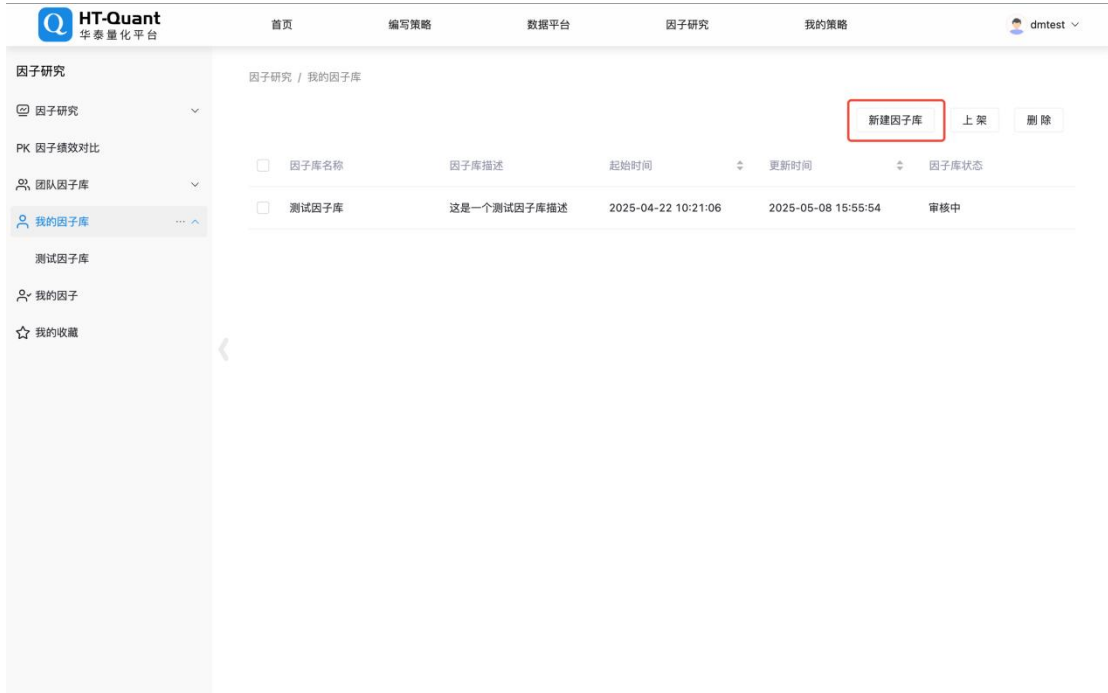 HT-Quant
华泰量化平台
首页 编写策略 数据平台 因子研究 我的策略 dmtest
因子研究
因子研究
PK 因子绩效对比
团队因子库
我的因子库 ...
测试因子库
我的因子
我的收藏
因子研究 / 我的因子库
新建因子库 上架 删除
因子库名称 因子库描述 起始时间 更新时间 因子库状态
测试因子库 这是一个测试因子库描述 2025-04-22 10:21:06 2025-05-08 15:55:54 审核中